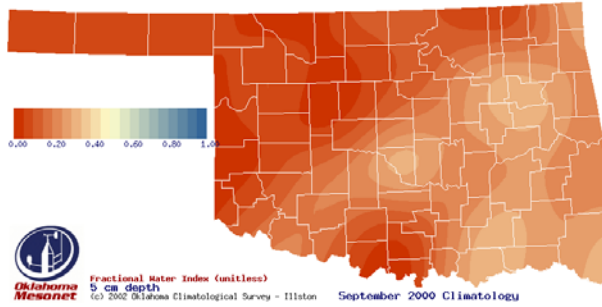 0.00 0.20 0.40 0.60 0.80 1.00
Oklahoma
Mesonet
Fractional Water Index (unitless)
5 cm depth
(c) 2002 Oklahoma Climatological Survey - Illston
September 2000 Climatology